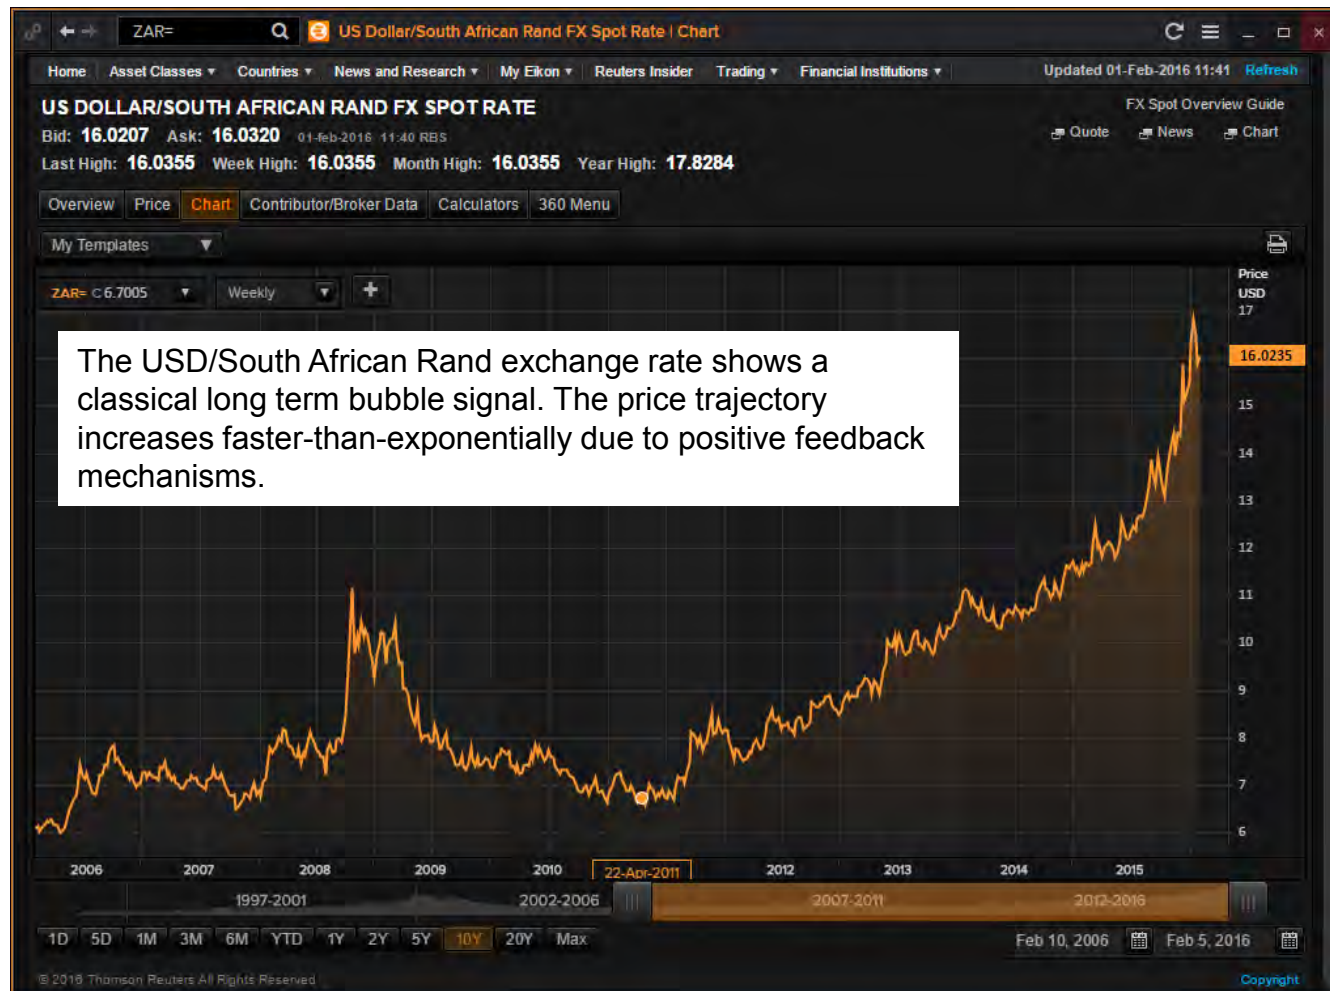 ZAR= US Dollar/South African Rand FX Spot Rate | Chart
Home Asset Classes Countries News and Research My Eikon Reuters Insider Trading Financial Institutions Updated 01-Feb-2016 11:41 Refresh
US DOLLAR/SOUTH AFRICAN RAND FX SPOT RATE FX Spot Overview Guide
Bid: 16.0207 Ask: 16.0320 01-feb-2016 11:40 RBS Quote News Chart
Last High: 16.0355 Week High: 16.0355 Month High: 16.0355 Year High: 17.8284
Overview Price Chart Contributor/Broker Data Calculators 360 Menu
My Templates
ZAR= C 6.7005 Weekly +
Price
USD
17
16.0235
15
14
13
12
11
10
9
8
7
6
The USD/South African Rand exchange rate shows a
classical long term bubble signal. The price trajectory
increases faster-than-exponentially due to positive feedback
mechanisms.
2006 2007 2008 2009 2010 22-Apr-2011 2012 2013 2014 2015
1997-2001 2002-2006 2007-2011 2012-2016
1D 5D 1M 3M 6M YTD 1Y 2Y 5Y 10Y 20Y Max Feb 10, 2006 Feb 5, 2016
© 2016 Thomson Reuters All Rights Reserved Copyright